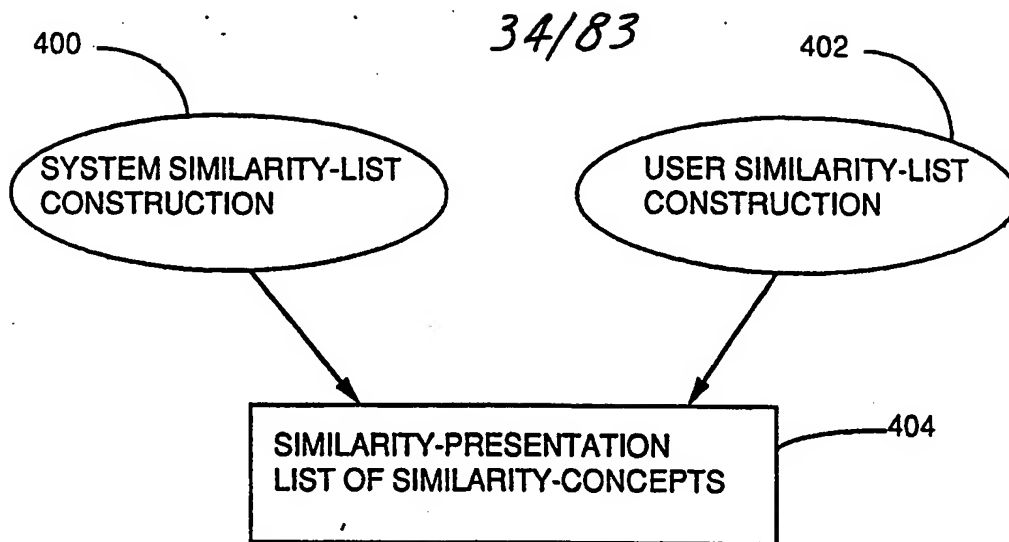 34/83
400
402
SYSTEM SIMILARITY-LIST
CONSTRUCTION
USER SIMILARITY-LIST
CONSTRUCTION
SIMILARITY-PRESENTATION
LIST OF SIMILARITY-CONCEPTS
404